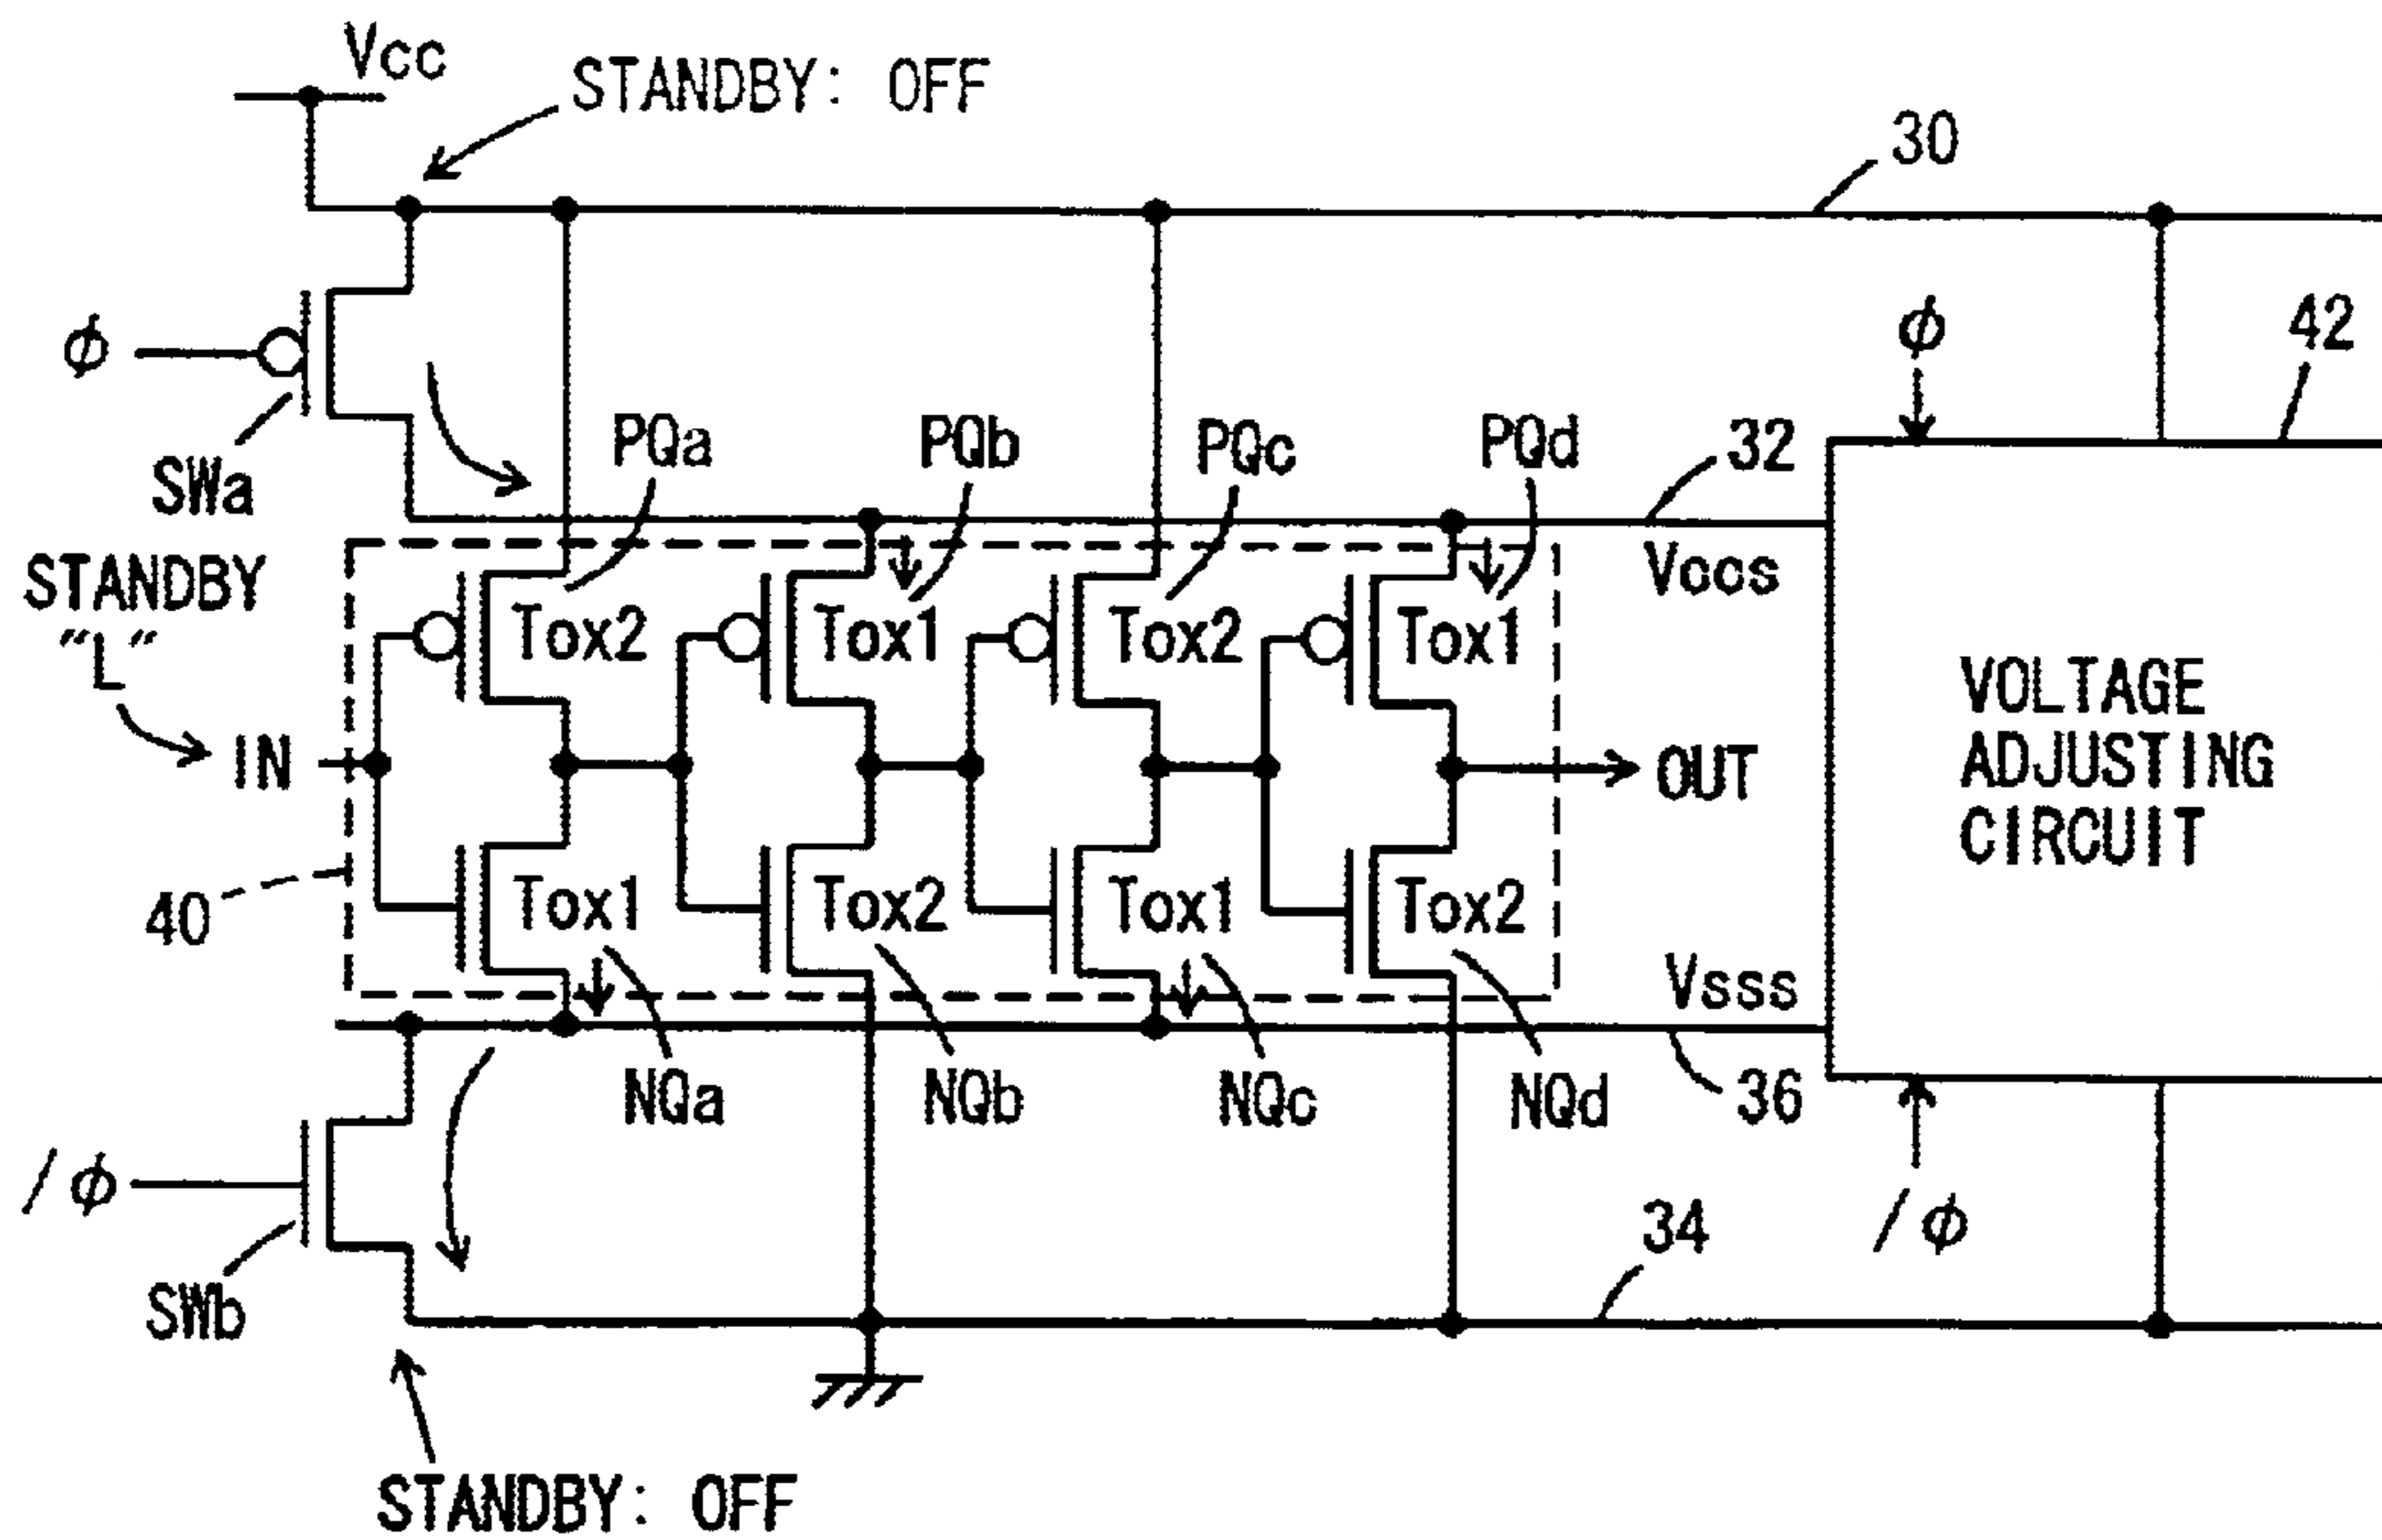 Vcc
STANDBY: OFF
30
ϕ
ϕ
42
SWa
PQa
PQb
PQc
PQd
32
STANDBY
"L"
Vccs
Tox2
Tox1
Tox2
Tox1
IN
OUT
VOLTAGE
ADJUSTING
CIRCUIT
40
Tox1
Tox2
Tox1
Tox2
Vsss
NQa
NQb
NQc
NQd
36
/ϕ
/ϕ
SWb
34
STANDBY: OFF